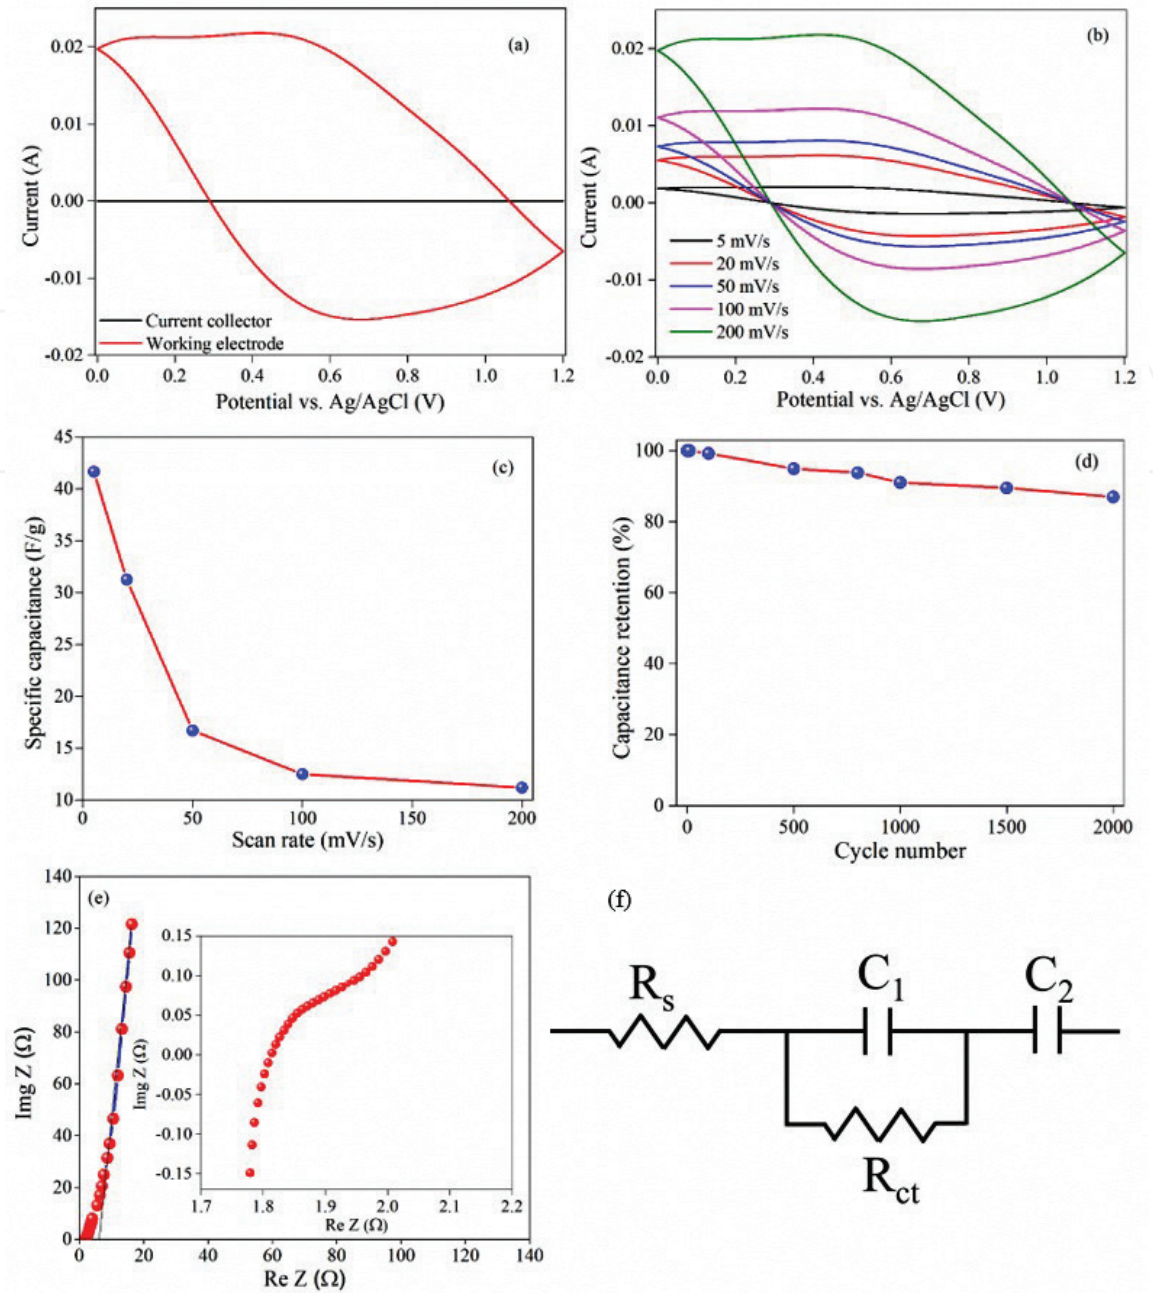 (a)
0.02
0.01
0.00
-0.01
-0.02
Current (A)
Current collector
Working electrode
0.0 0.2 0.4 0.6 0.8 1.0 1.2
Potential vs. Ag/AgCl (V)
(b)
0.02
0.01
0.00
-0.01
-0.02
Current (A)
5 mV/s
20 mV/s
50 mV/s
100 mV/s
200 mV/s
0.0 0.2 0.4 0.6 0.8 1.0 1.2
Potential vs. Ag/AgCl (V)
(c)
45
40
35
30
25
20
15
10
Specific capacitance (F/g)
0 50 100 150 200
Scan rate (mV/s)
(d)
100
80
60
40
20
0
Capacitance retention (%)
0 500 1000 1500 2000
Cycle number
(e)
140
120
100
80
60
40
20
0
Img Z (Ω)
0.15
0.10
0.05
0.00
-0.05
-0.10
-0.15
Img Z (Ω)
1.7 1.8 1.9 2.0 2.1 2.2
Re Z (Ω)
0 20 40 60 80 100 120 140
Re Z (Ω)
(f)
Rs
C1
C2
Rct